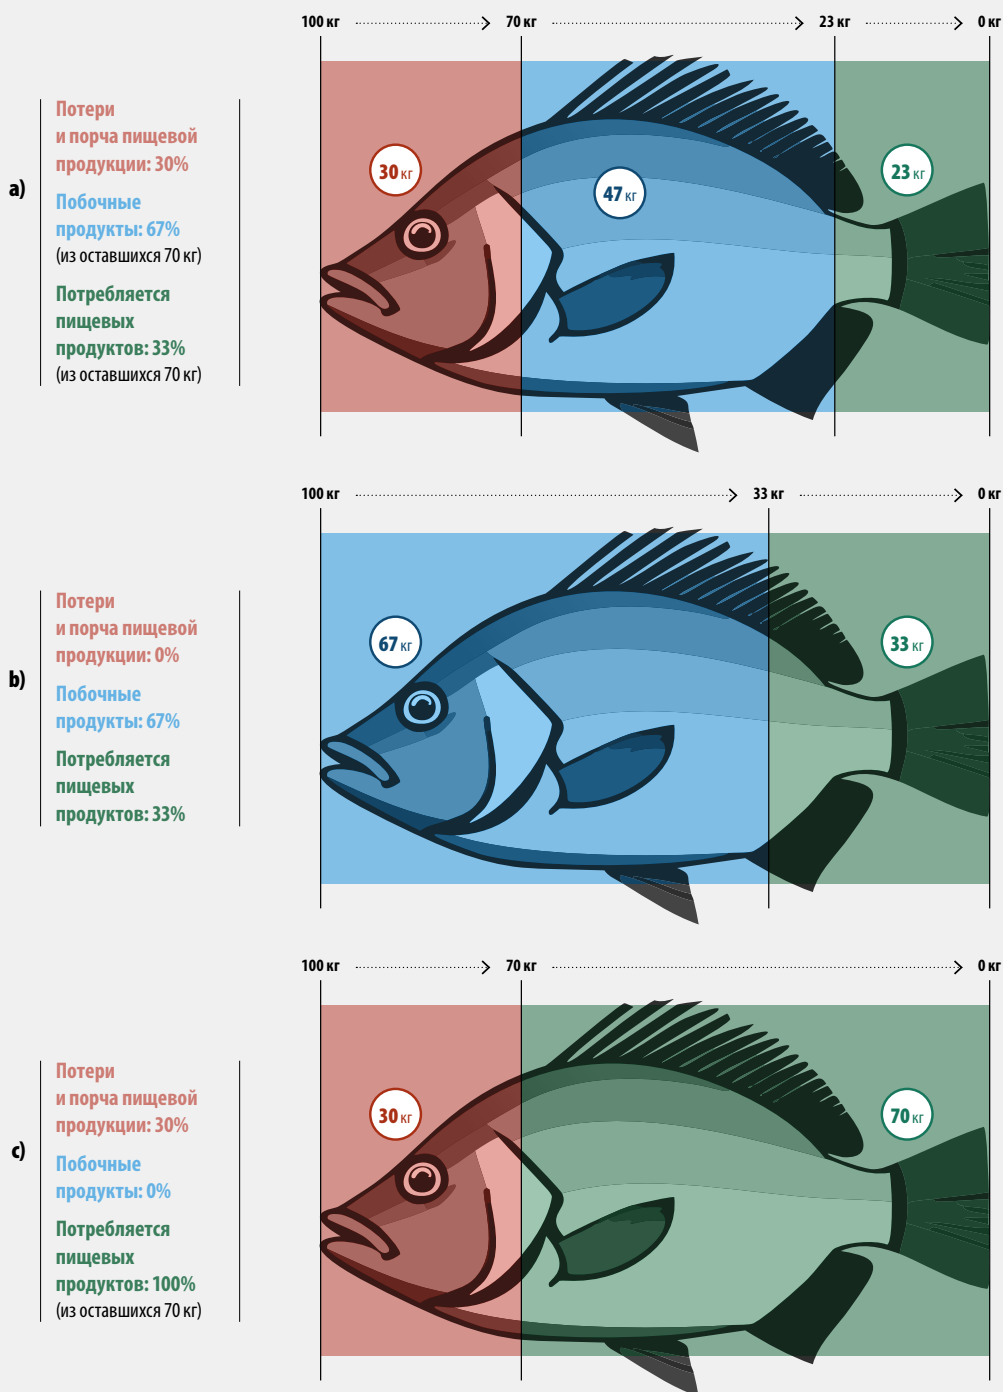 100 кг
70 кг
23 кг
0 кг
a)
Потери
и порча пищевой
продукции: 30%
Побочные
продукты: 67%
(из оставшихся 70 кг)
Потребляется
пищевых
продуктов: 33%
(из оставшихся 70 кг)
30 кг
47 кг
23 кг
100 кг
33 кг
0 кг
b)
Потери
и порча пищевой
продукции: 0%
Побочные
продукты: 67%
Потребляется
пищевых
продуктов: 33%
67 кг
33 кг
100 кг
70 кг
0 кг
c)
Потери
и порча пищевой
продукции: 30%
Побочные
продукты: 0%
Потребляется
пищевых
продуктов: 100%
(из оставшихся 70 кг)
30 кг
70 кг